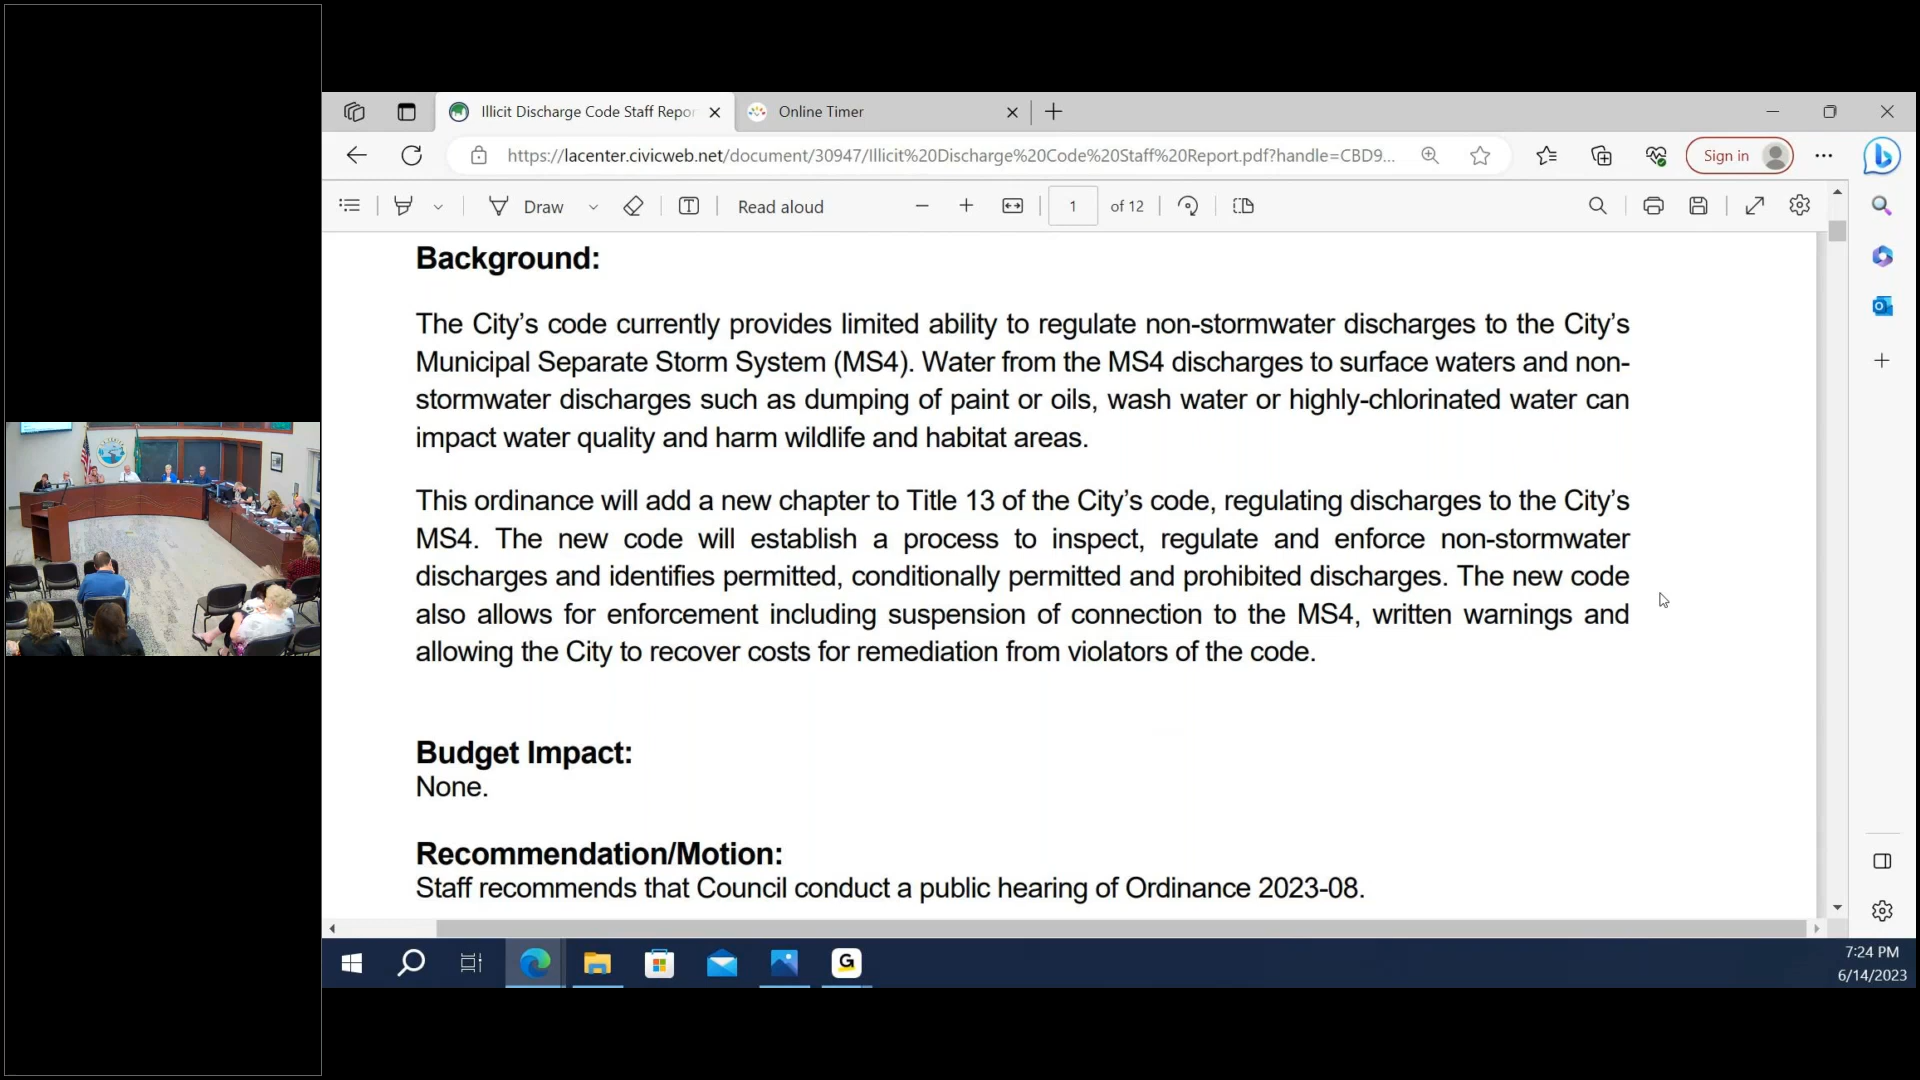 Illicit Discharge Code Staff Repor
Online Timer
https://lacenter.civicweb.net/document/30947/Illicit%20Discharge%20Code%20Staff%20Report.pdf?handle=CBD9...
Sign in
Draw
Read aloud
1
of 12
Background:
The City’s code currently provides limited ability to regulate non-stormwater discharges to the City’s
Municipal Separate Storm System (MS4). Water from the MS4 discharges to surface waters and non-
stormwater discharges such as dumping of paint or oils, wash water or highly-chlorinated water can
impact water quality and harm wildlife and habitat areas.
This ordinance will add a new chapter to Title 13 of the City’s code, regulating discharges to the City’s
MS4. The new code will establish a process to inspect, regulate and enforce non-stormwater
discharges and identifies permitted, conditionally permitted and prohibited discharges. The new code
also allows for enforcement including suspension of connection to the MS4, written warnings and
allowing the City to recover costs for remediation from violators of the code.
Budget Impact:
None.
Recommendation/Motion:
Staff recommends that Council conduct a public hearing of Ordinance 2023-08.
7:24 PM
6/14/2023